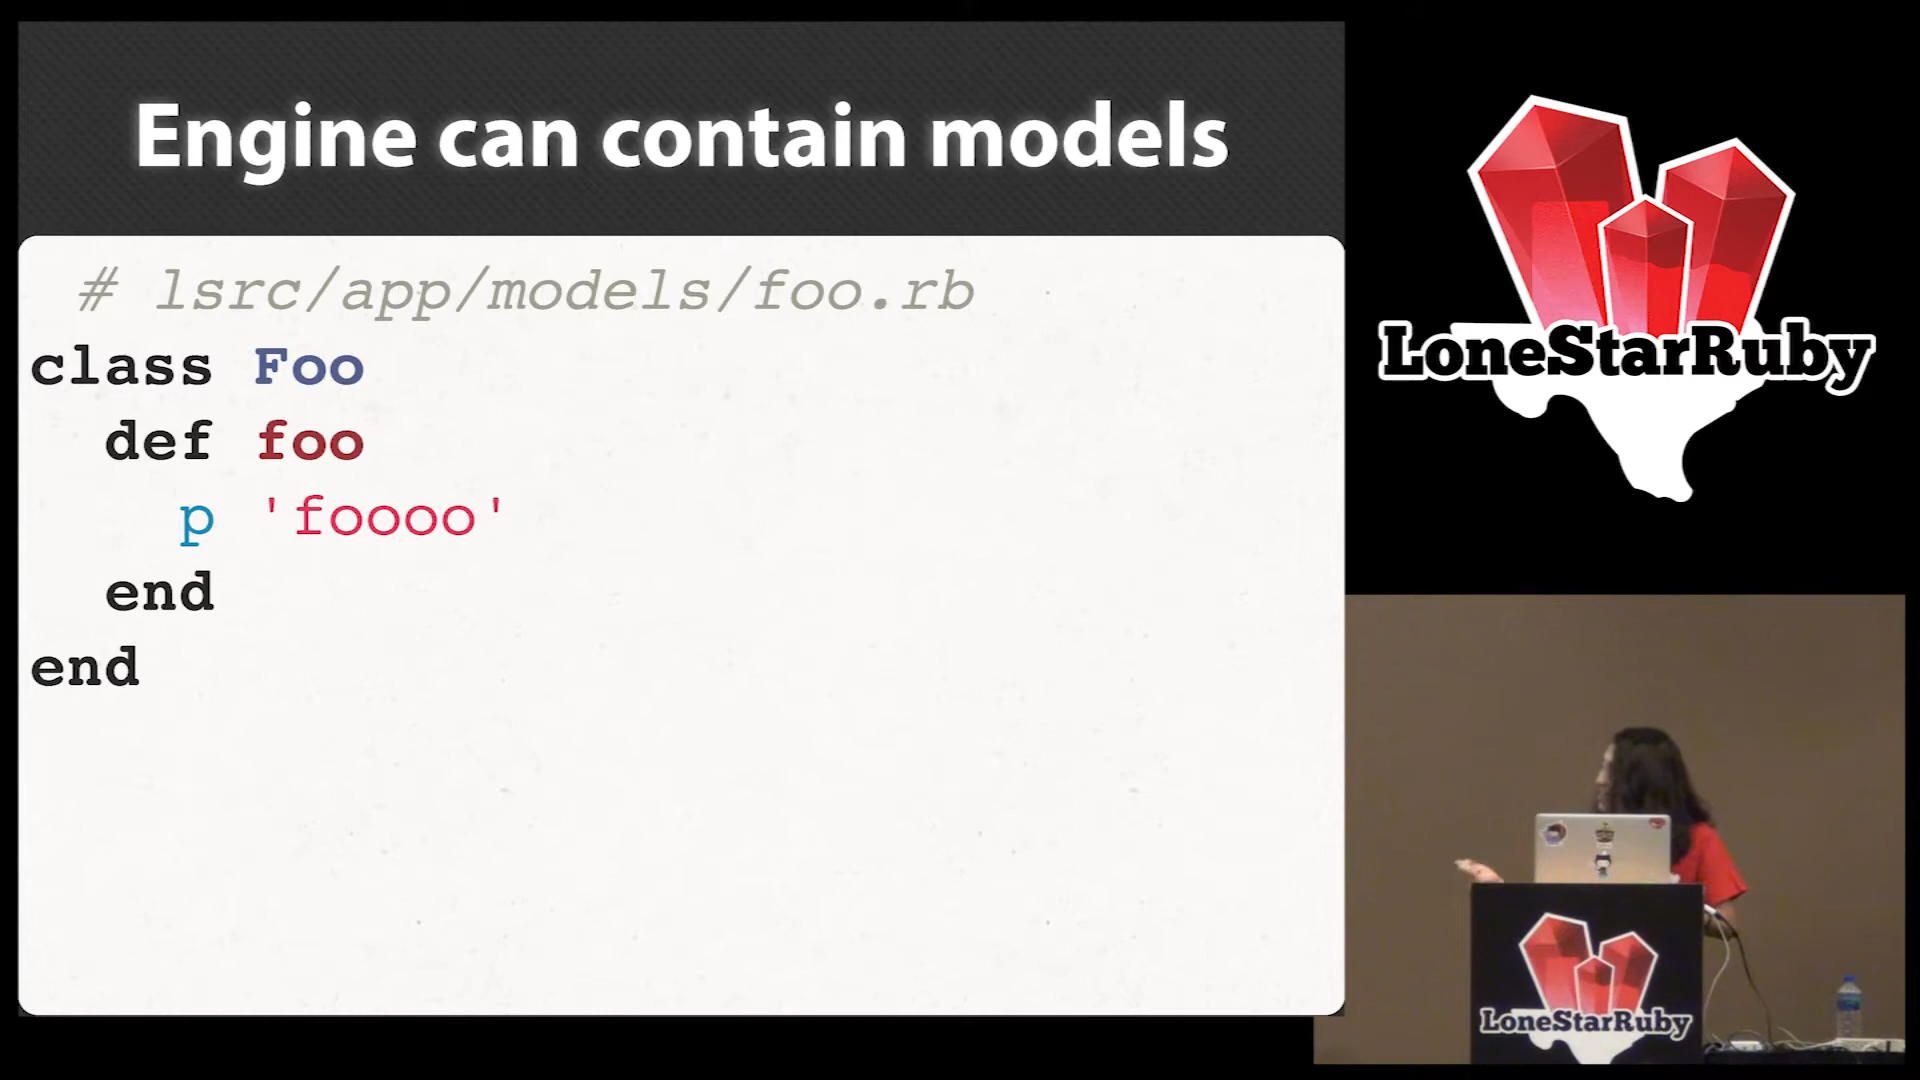 Engine can contain models
# lsrc/app/models/foo.rb
class Foo
  def foo
    p 'foooo'
  end
end
LoneStarRuby
LoneStarRuby